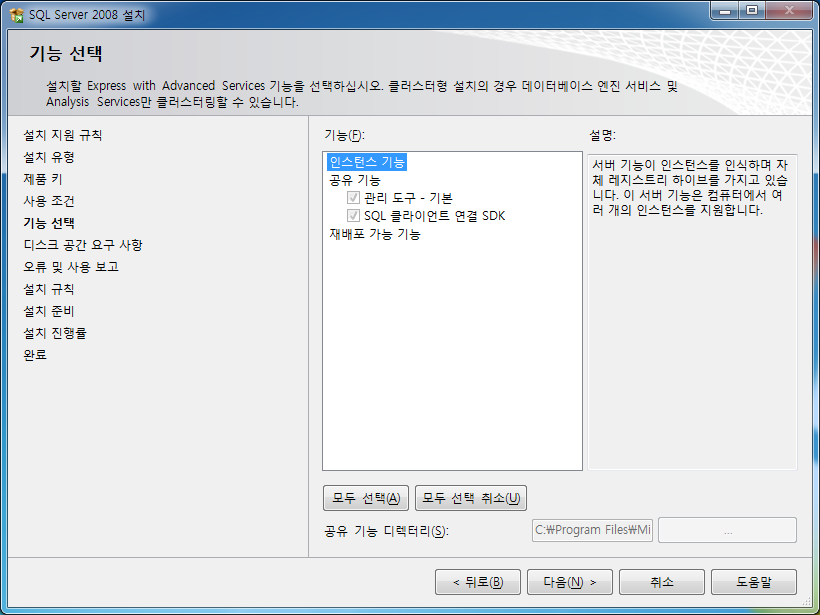 SQL Server 2008 설치
기능 선택
설치할 Express with Advanced Services 기능을 선택하십시오. 클러스터형 설치의 경우 데이터베이스 엔진 서비스 및
Analysis Services만 클러스터링할 수 있습니다.
설치 지원 규칙
설치 유형
제품 키
사용 조건
기능 선택
디스크 공간 요구 사항
오류 및 사용 보고
설치 규칙
설치 준비
설치 진행률
완료
기능(F):
인스턴스 기능
공유 기능
관리 도구 - 기본
SQL 클라이언트 연결 SDK
재배포 가능 기능
설명:
서버 기능이 인스턴스를 인식하며 자
체 레지스트리 하이브를 가지고 있습
니다. 이 서버 기능은 컴퓨터에서 여
러 개의 인스턴스를 지원합니다.
모두 선택(A)
모두 선택 취소(U)
공유 기능 디렉터리(S):
C:₩Program Files₩Mi
...
< 뒤로(B)
다음(N) >
취소
도움말